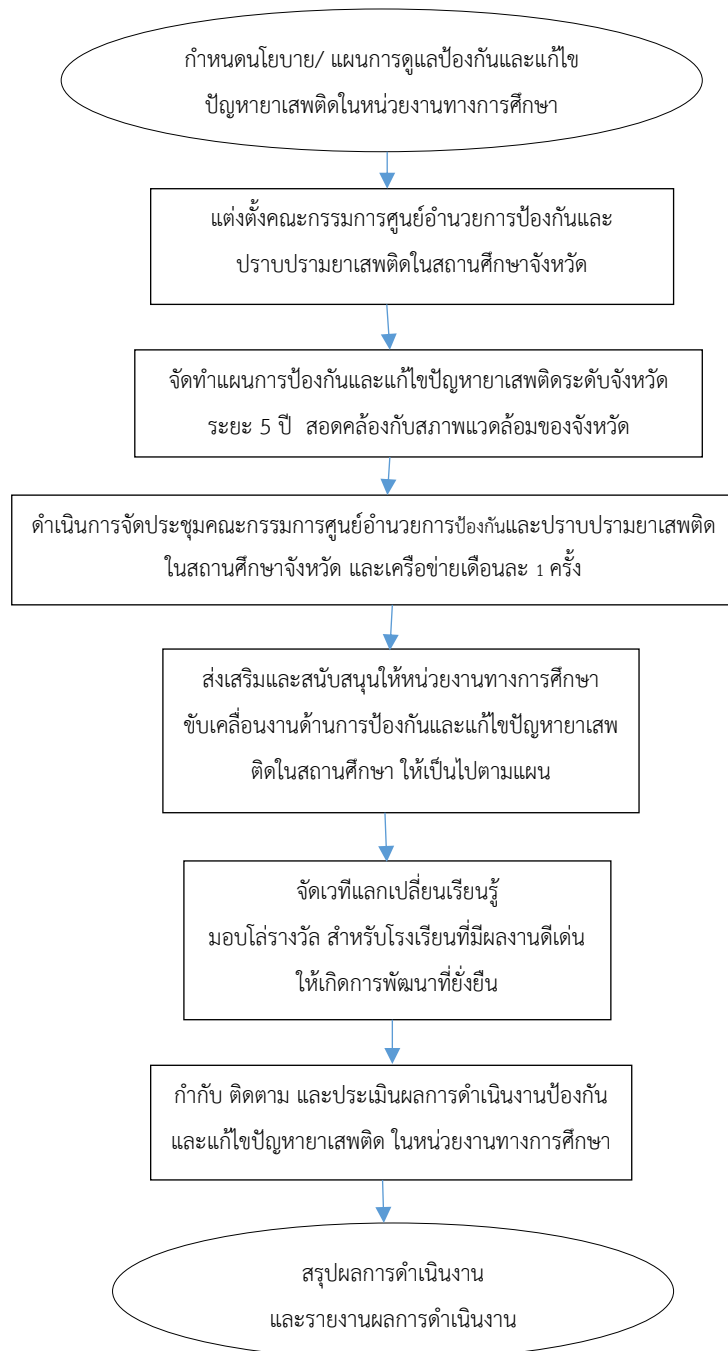 กำหนดนโยบาย/ แผนการดูแลป้องกันและแก้ไข
ปัญหายาเสพติดในหน่วยงานทางการศึกษา
แต่งตั้งคณะกรรมการศูนย์อำนวยการป้องกันและ
ปราบปรามยาเสพติดในสถานศึกษาจังหวัด
จัดทำแผนการป้องกันและแก้ไขปัญหายาเสพติดระดับจังหวัด
ระยะ 5 ปี สอดคล้องกับสภาพแวดล้อมของจังหวัด
ดำเนินการจัดประชุมคณะกรรมการศูนย์อำนวยการป้องกันและปราบปรามยาเสพติด
ในสถานศึกษาจังหวัด และเครือข่ายเดือนละ 1 ครั้ง
ส่งเสริมและสนับสนุนให้หน่วยงานทางการศึกษา
ขับเคลื่อนงานด้านการป้องกันและแก้ไขปัญหายาเสพ
ติดในสถานศึกษา ให้เป็นไปตามแผน
จัดเวทีแลกเปลี่ยนเรียนรู้
มอบโล่รางวัล สำหรับโรงเรียนที่มีผลงานดีเด่น
ให้เกิดการพัฒนาที่ยั่งยืน
กำกับ ติดตาม และประเมินผลการดำเนินงานป้องกัน
และแก้ไขปัญหายาเสพติด ในหน่วยงานทางการศึกษา
สรุปผลการดำเนินงาน
และรายงานผลการดำเนินงาน